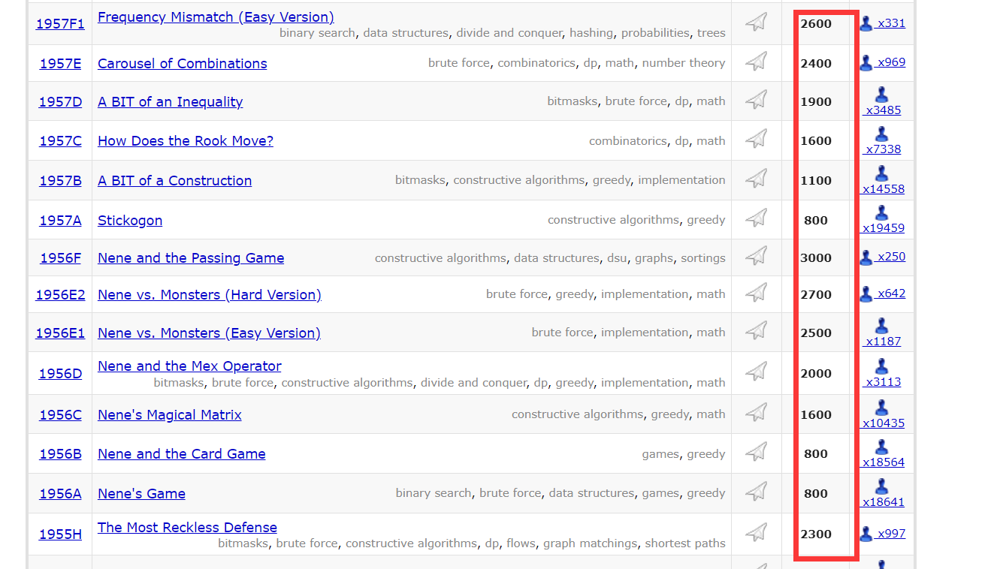 1957F1 Frequency Mismatch (Easy Version) 2600 x331
binary search, data structures, divide and conquer, hashing, probabilities, trees
1957E Carousel of Combinations brute force, combinatorics, dp, math, number theory 2400 x969
1957D A BIT of an Inequality bitmasks, brute force, dp, math 1900
x3485
1957C How Does the Rook Move? combinatorics, dp, math 1600
x7338
1957B A BIT of a Construction bitmasks, constructive algorithms, greedy, implementation 1100
x14558
1957A Stickogon constructive algorithms, greedy 800
x19459
1956F Nene and the Passing Game constructive algorithms, data structures, dsu, graphs, sortings 3000 x250
1956E2 Nene vs. Monsters (Hard Version) brute force, greedy, implementation, math 2700 x642
1956E1 Nene vs. Monsters (Easy Version) brute force, implementation, math 2500
x1187
1956D Nene and the Mex Operator 2000
bitmasks, brute force, constructive algorithms, divide and conquer, dp, greedy, implementation, math
x3113
1956C Nene's Magical Matrix constructive algorithms, greedy, math 1600
x10435
1956B Nene and the Card Game games, greedy 800
x18564
1956A Nene's Game binary search, brute force, data structures, games, greedy 800
x18641
1955H The Most Reckless Defense 2300 x997
bitmasks, brute force, constructive algorithms, dp, flows, graph matchings, shortest paths